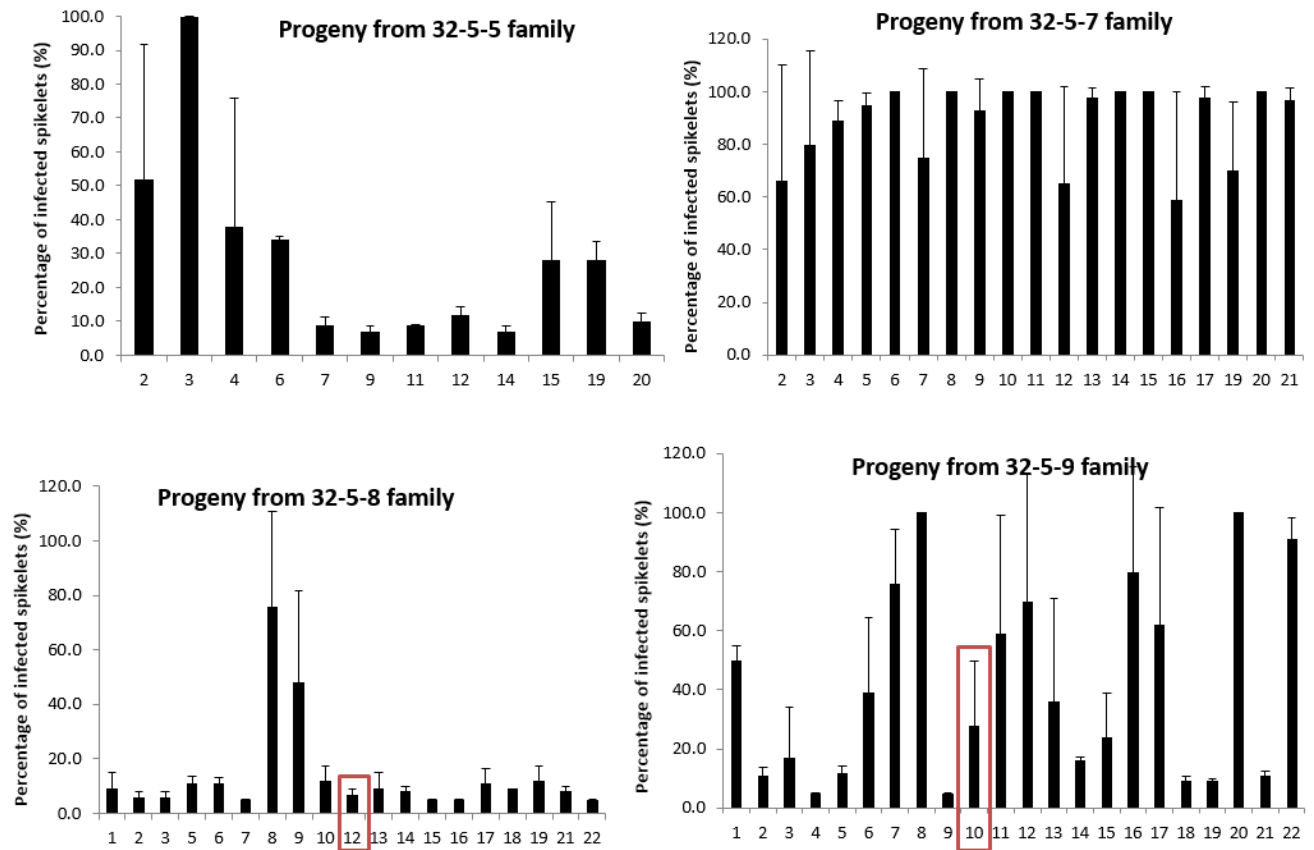 Progeny from 32-5-5 family
Percentage of infected spikelets (%)
100.0
90.0
80.0
70.0
60.0
50.0
40.0
30.0
20.0
10.0
0.0
2 3 4 6 7 9 11 12 14 15 19 20
Progeny from 32-5-7 family
Percentage of infected spikelets (%)
120.0
100.0
80.0
60.0
40.0
20.0
0.0
2 3 4 5 6 7 8 9 10 11 12 13 14 15 16 17 19 20 21
Progeny from 32-5-8 family
Percentage of infected spikelets (%)
120.0
100.0
80.0
60.0
40.0
20.0
0.0
1 2 3 5 6 7 8 9 10 12 13 14 15 16 17 18 19 21 22
Progeny from 32-5-9 family
Percentage of infected spikelets (%)
120.0
100.0
80.0
60.0
40.0
20.0
0.0
1 2 3 4 5 6 7 8 9 10 11 12 13 14 15 16 17 18 19 20 21 22